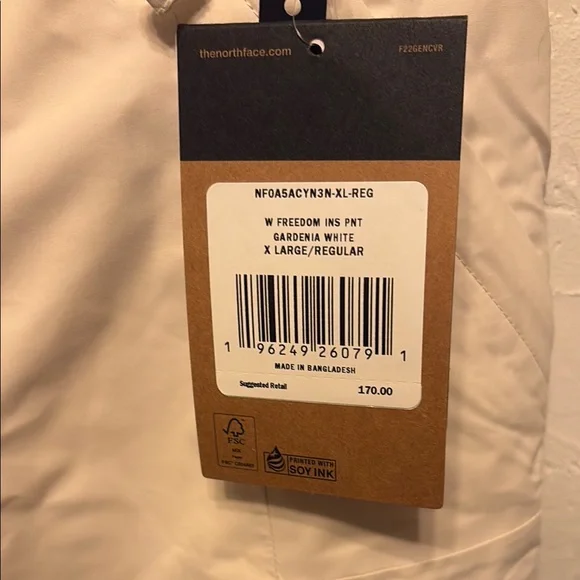 thenorthface.com
F22GENCVR
NF0A5ACYN3N-XL-REG
W FREEDOM INS PNT
GARDENIA WHITE
X LARGE/REGULAR
1 96249 26079 1
MADE IN BANGLADESH
Suggested Retail 170.00
FSC
PRINTED WITH
SOY INK